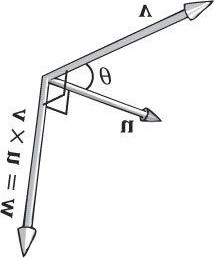 v
θ
u
w = u × v